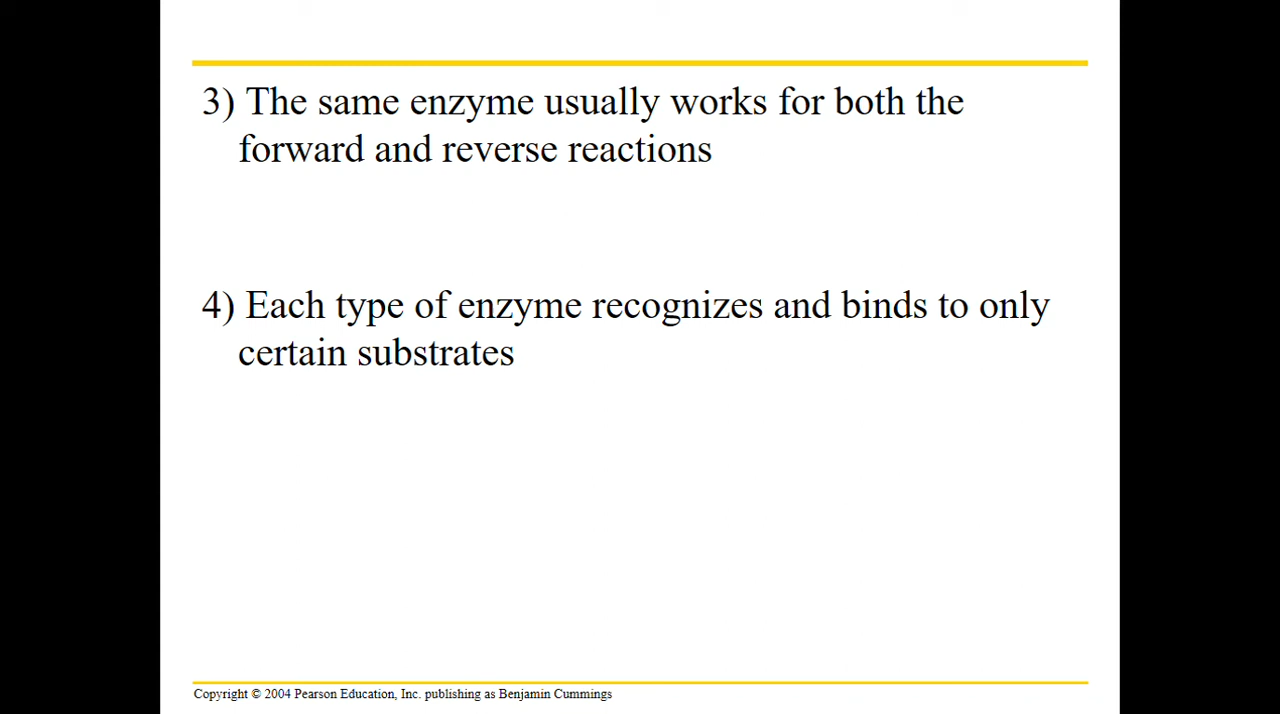 3) The same enzyme usually works for both the
forward and reverse reactions
4) Each type of enzyme recognizes and binds to only
certain substrates
Copyright © 2004 Pearson Education, Inc. publishing as Benjamin Cummings